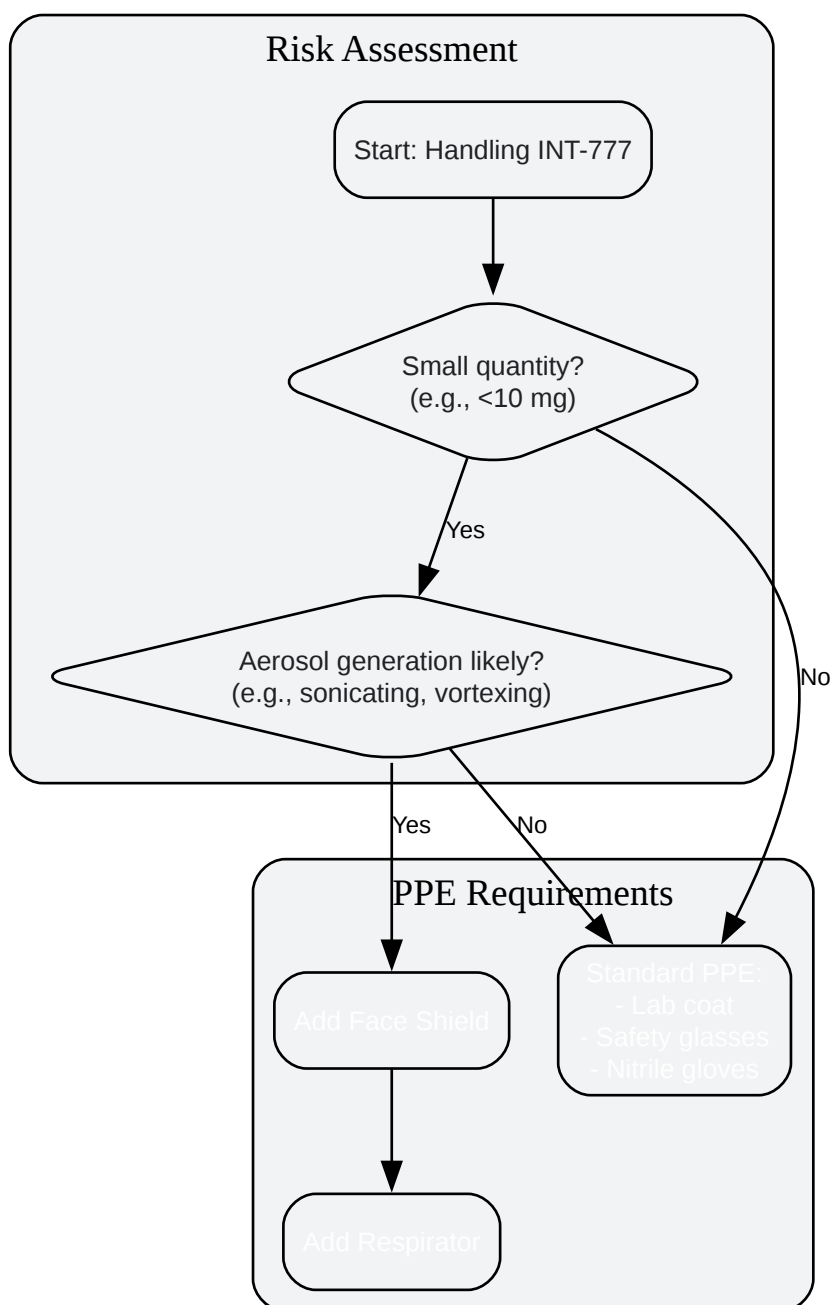 Risk Assessment
Start: Handling INT-777
Small quantity?
(e.g., <10 mg)
Yes
No
Aerosol generation likely?
(e.g., sonicating, vortexing)
Yes
No
PPE Requirements
Standard PPE:
- Lab coat
- Safety glasses
- Nitrile gloves
Add Face Shield
Add Respirator